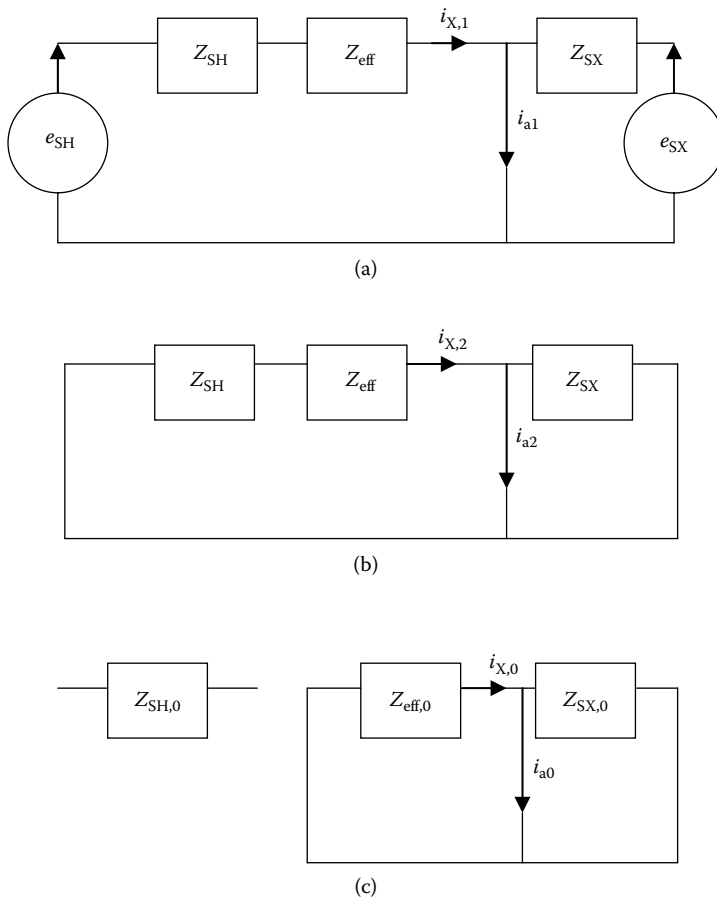 i_X,1
Z_SH
Z_eff
Z_SX
i_a1
e_SH
e_SX
(a)
i_X,2
Z_SH
Z_eff
Z_SX
i_a2
(b)
i_X,0
Z_SH,0
Z_eff,0
Z_SX,0
i_a0
(c)